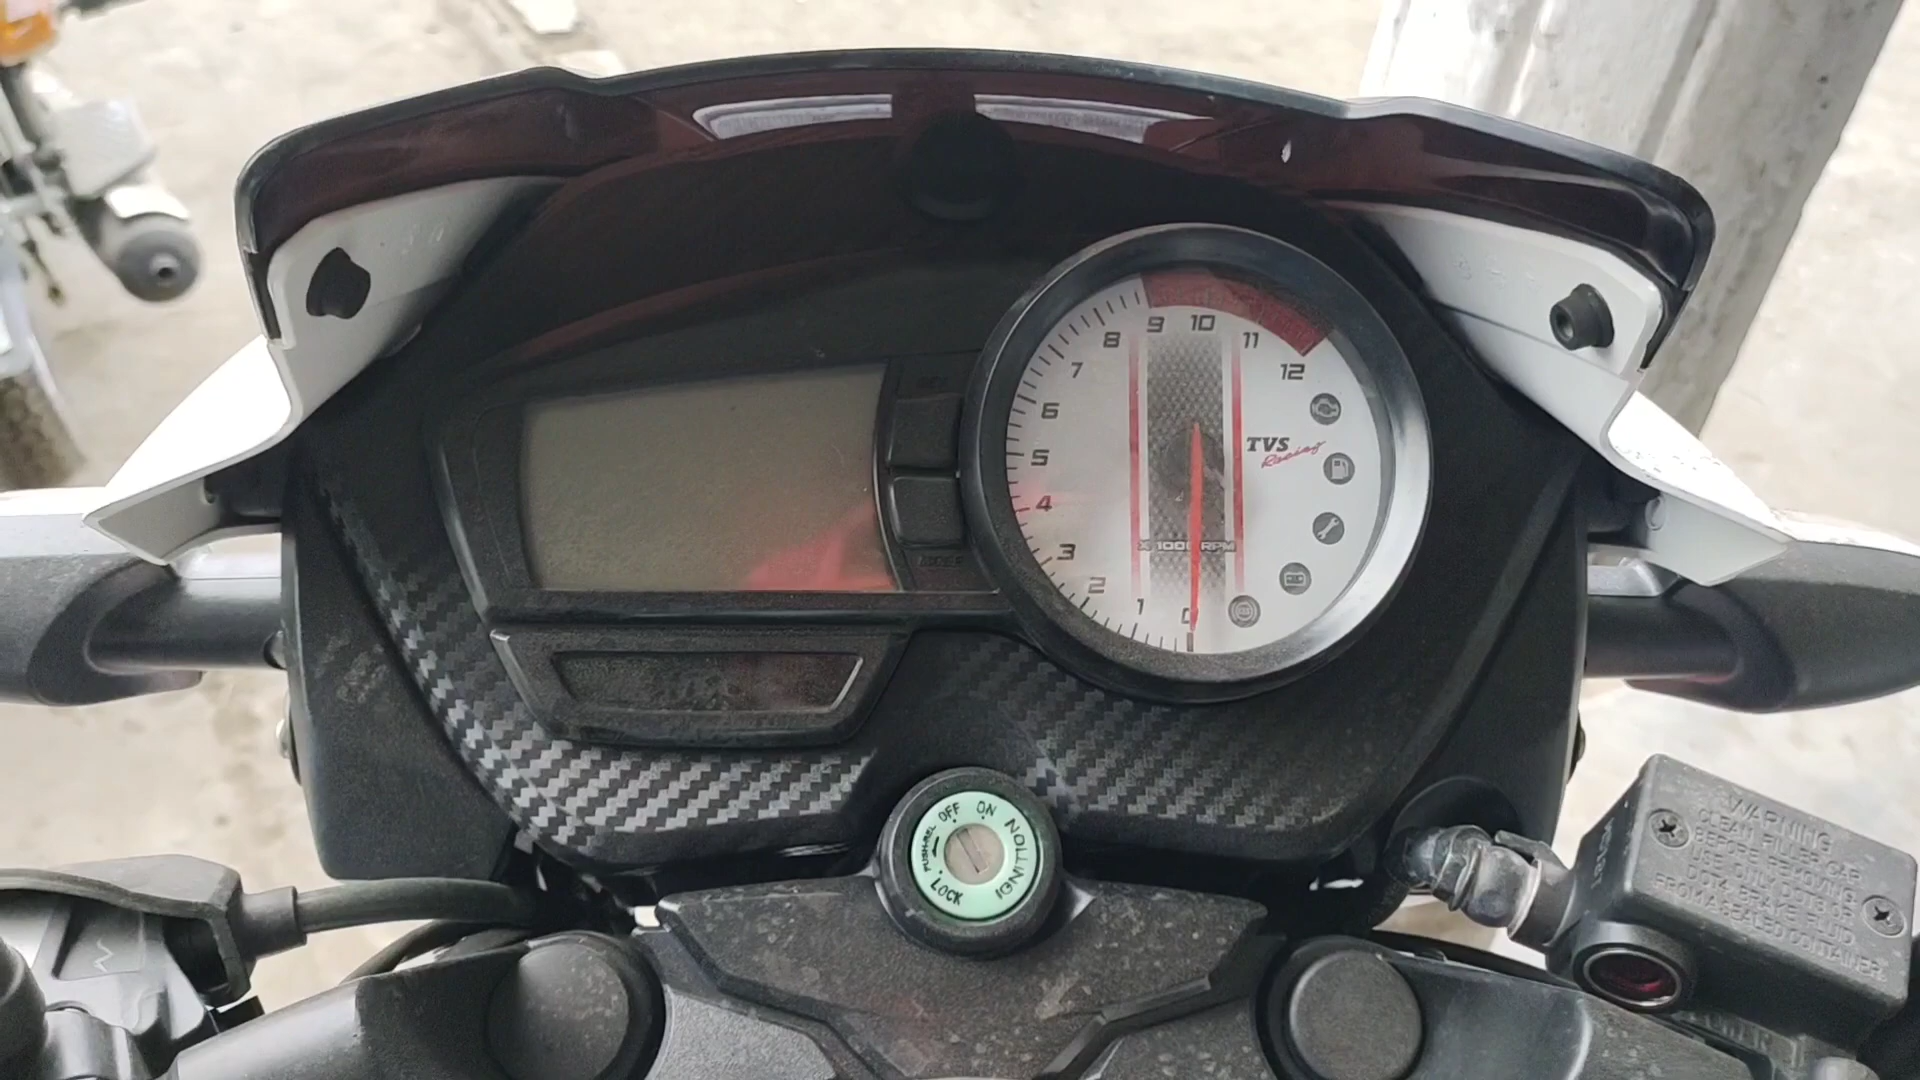 9
10
8
11
7
12
6
TVS
Racing
5
4
3
X 1000 RPM
2
1
0
OFF
ON
PUSH-REL
IGNITION
LOCK
WARNING
CLEAN FILLER CAP
BEFORE REMOVING
USE ONLY DOT3 OR
DOT4 BRAKE FLUID
FROM A SEALED CONTAINER